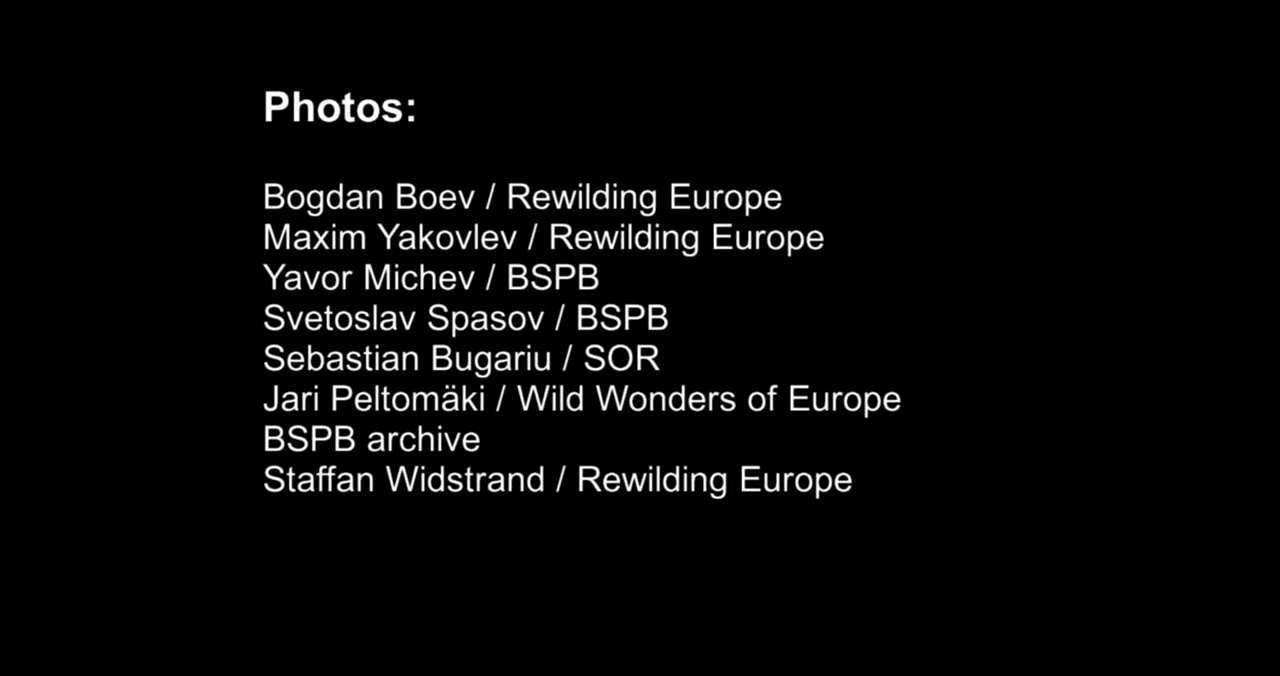 Photos:
Bogdan Boev / Rewilding Europe
Maxim Yakovlev / Rewilding Europe
Yavor Michev / BSPB
Svetoslav Spasov / BSPB
Sebastian Bugariu / SOR
Jari Peltomäki / Wild Wonders of Europe
BSPB archive
Staffan Widstrand / Rewilding Europe